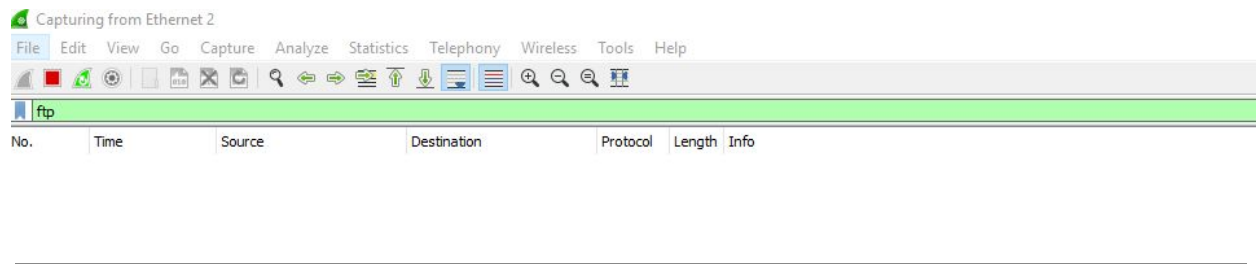 Capturing from Ethernet 2
File Edit View Go Capture Analyze Statistics Telephony Wireless Tools Help
ftp
No. Time Source Destination Protocol Length Info